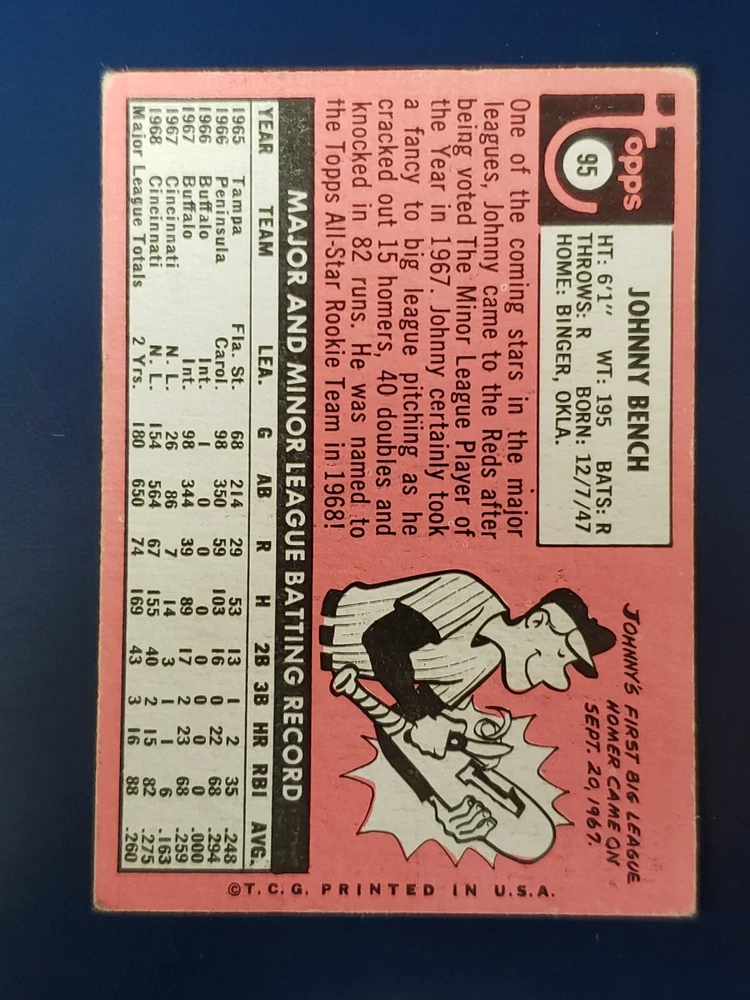 Topps
95
JOHNNY BENCH
HT: 6'1" WT: 195 BATS: R
THROWS: R BORN: 12/7/47
HOME: BINGER, OKLA.
One of the coming stars in the major
leagues, Johnny came to the Reds after
being voted The Minor League Player of
the Year in 1967. Johnny certainly took
a fancy to big league pitching as he
cracked out 15 homers, 40 doubles and
knocked in 82 runs. He was named to
the Topps All-Star Rookie Team in 1968!
JOHNNY'S FIRST BIG LEAGUE
HOMER CAME ON
SEPT. 20, 1967.
1
MAJOR AND MINOR LEAGUE BATTING RECORD
YEAR TEAM LEA. G AB R H 2B 3B HR RBI AVG.
1965 Tampa Fla. St. 68 214 29 53 13 1 2 35 .248
1966 Peninsula Carol. 98 350 59 103 16 0 22 68 .294
1966 Buffalo Int. 1 0 0 0 0 0 0 0 .000
1967 Buffalo Int. 98 344 39 89 17 2 23 68 .259
1967 Cincinnati N. L. 26 86 7 14 3 1 1 6 .163
1968 Cincinnati N. L. 154 564 67 155 40 2 15 82 .275
Major League Totals 2 Yrs. 180 650 74 169 43 3 16 88 .260
©T.C.G. PRINTED IN U.S.A.